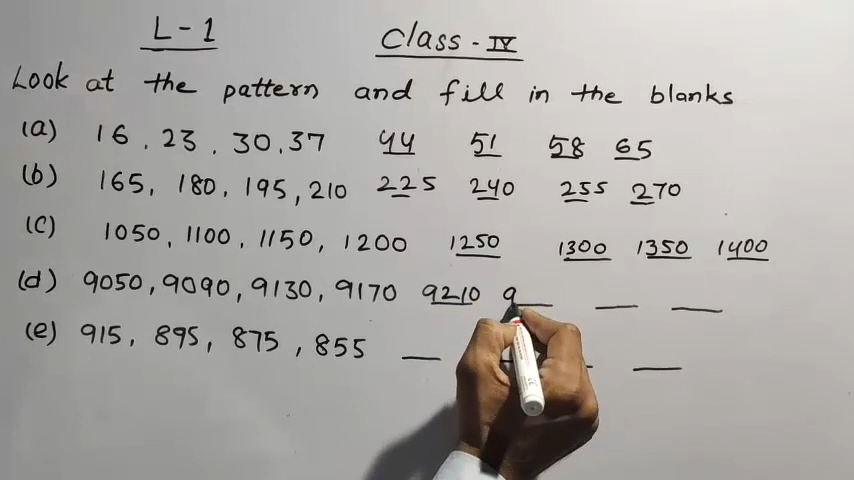 L-1
Class - IV
Look at the pattern and fill in the blanks
(a) 16, 23, 30, 37 44 51 58 65
(b) 165, 180, 195, 210 225 240 255 270
(c) 1050, 1100, 1150, 1200 1250 1300 1350 1400
(d) 9050, 9090, 9130, 9170 9210 9
(e) 915, 895, 875, 855